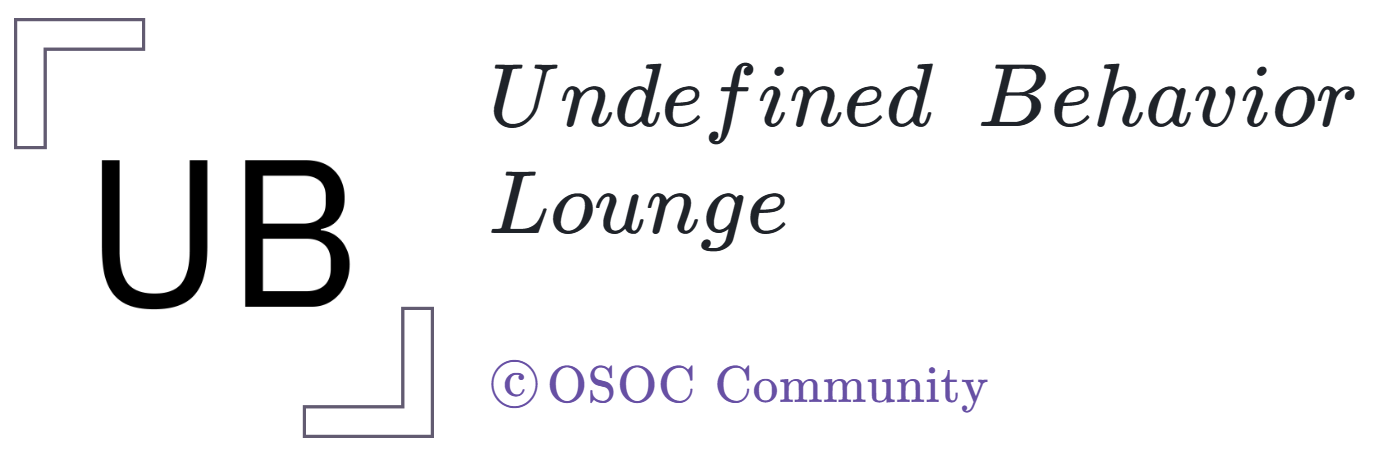 UB
Undefined Behavior
Lounge
©OSOC Community